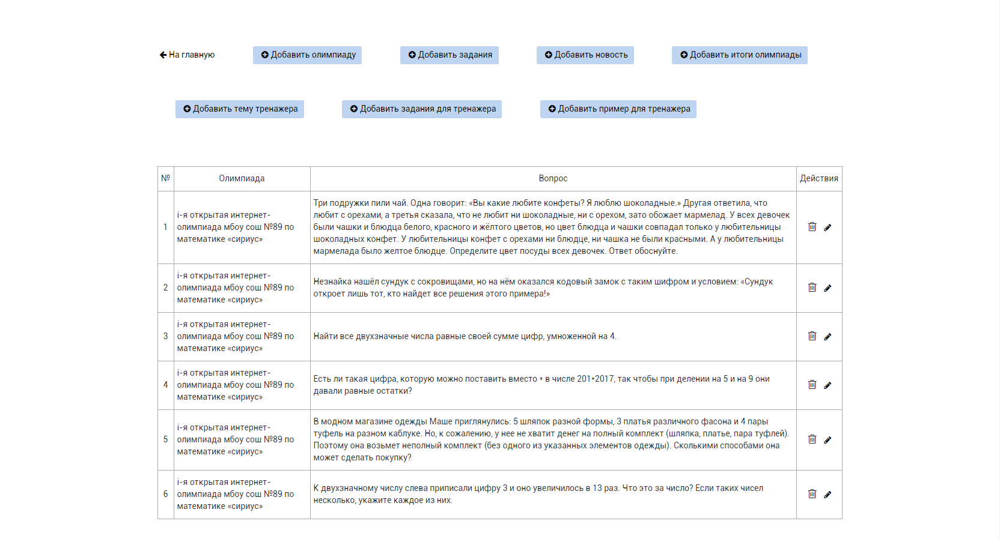 На главную
Добавить олимпиаду
Добавить задания
Добавить новость
Добавить итоги олимпиады
Добавить тему тренажера
Добавить задания для тренажера
Добавить пример для тренажера
№
Олимпиада
Вопрос
Действия
1
i-я открытая интернет-
олимпиада мбоу сош №89 по
математике «сириус»
Три подружки пили чай. Одна говорит: «Вы какие любите конфеты? Я люблю шоколадные.» Другая ответила, что
любит с орехами, а третья сказала, что не любит ни шоколадные, ни с орехом, зато обожает мармелад. У всех девочек
были чашки и блюдца белого, красного и жёлтого цветов, но цвет блюдца и чашки совпадал только у любительницы
шоколадных конфет. У любительницы конфет с орехами ни блюдце, ни чашка не были красными. А у любительницы
мармелада было желтое блюдце. Определите цвет посуды всех девочек. Ответ обоснуйте.
2
i-я открытая интернет-
олимпиада мбоу сош №89 по
математике «сириус»
Незнайка нашёл сундук с сокровищами, но на нём оказался кодовый замок с таким шифром и условием: «Сундук
откроет лишь тот, кто найдет все решения этого примера!»
3
i-я открытая интернет-
олимпиада мбоу сош №89 по
математике «сириус»
Найти все двухзначные числа равные своей сумме цифр, умноженной на 4.
4
i-я открытая интернет-
олимпиада мбоу сош №89 по
математике «сириус»
Есть ли такая цифра, которую можно поставить вместо * в числе 201*2017, так чтобы при делении на 5 и на 9 они
давали равные остатки?
5
i-я открытая интернет-
олимпиада мбоу сош №89 по
математике «сириус»
В модном магазине одежды Маше приглянулись: 5 шляпок разной формы, 3 платья различного фасона и 4 пары
туфель на разном каблуке. Но, к сожалению, у нее не хватит денег на полный комплект (шляпка, платье, пара туфлей).
Поэтому она возьмет неполный комплект (без одного из указанных элементов одежды). Сколькими способами она
может сделать покупку?
6
i-я открытая интернет-
олимпиада мбоу сош №89 по
математике «сириус»
К двухзначному числу слева приписали цифру 3 и оно увеличилось в 13 раз. Что это за число? Если таких чисел
несколько, укажите каждое из них.